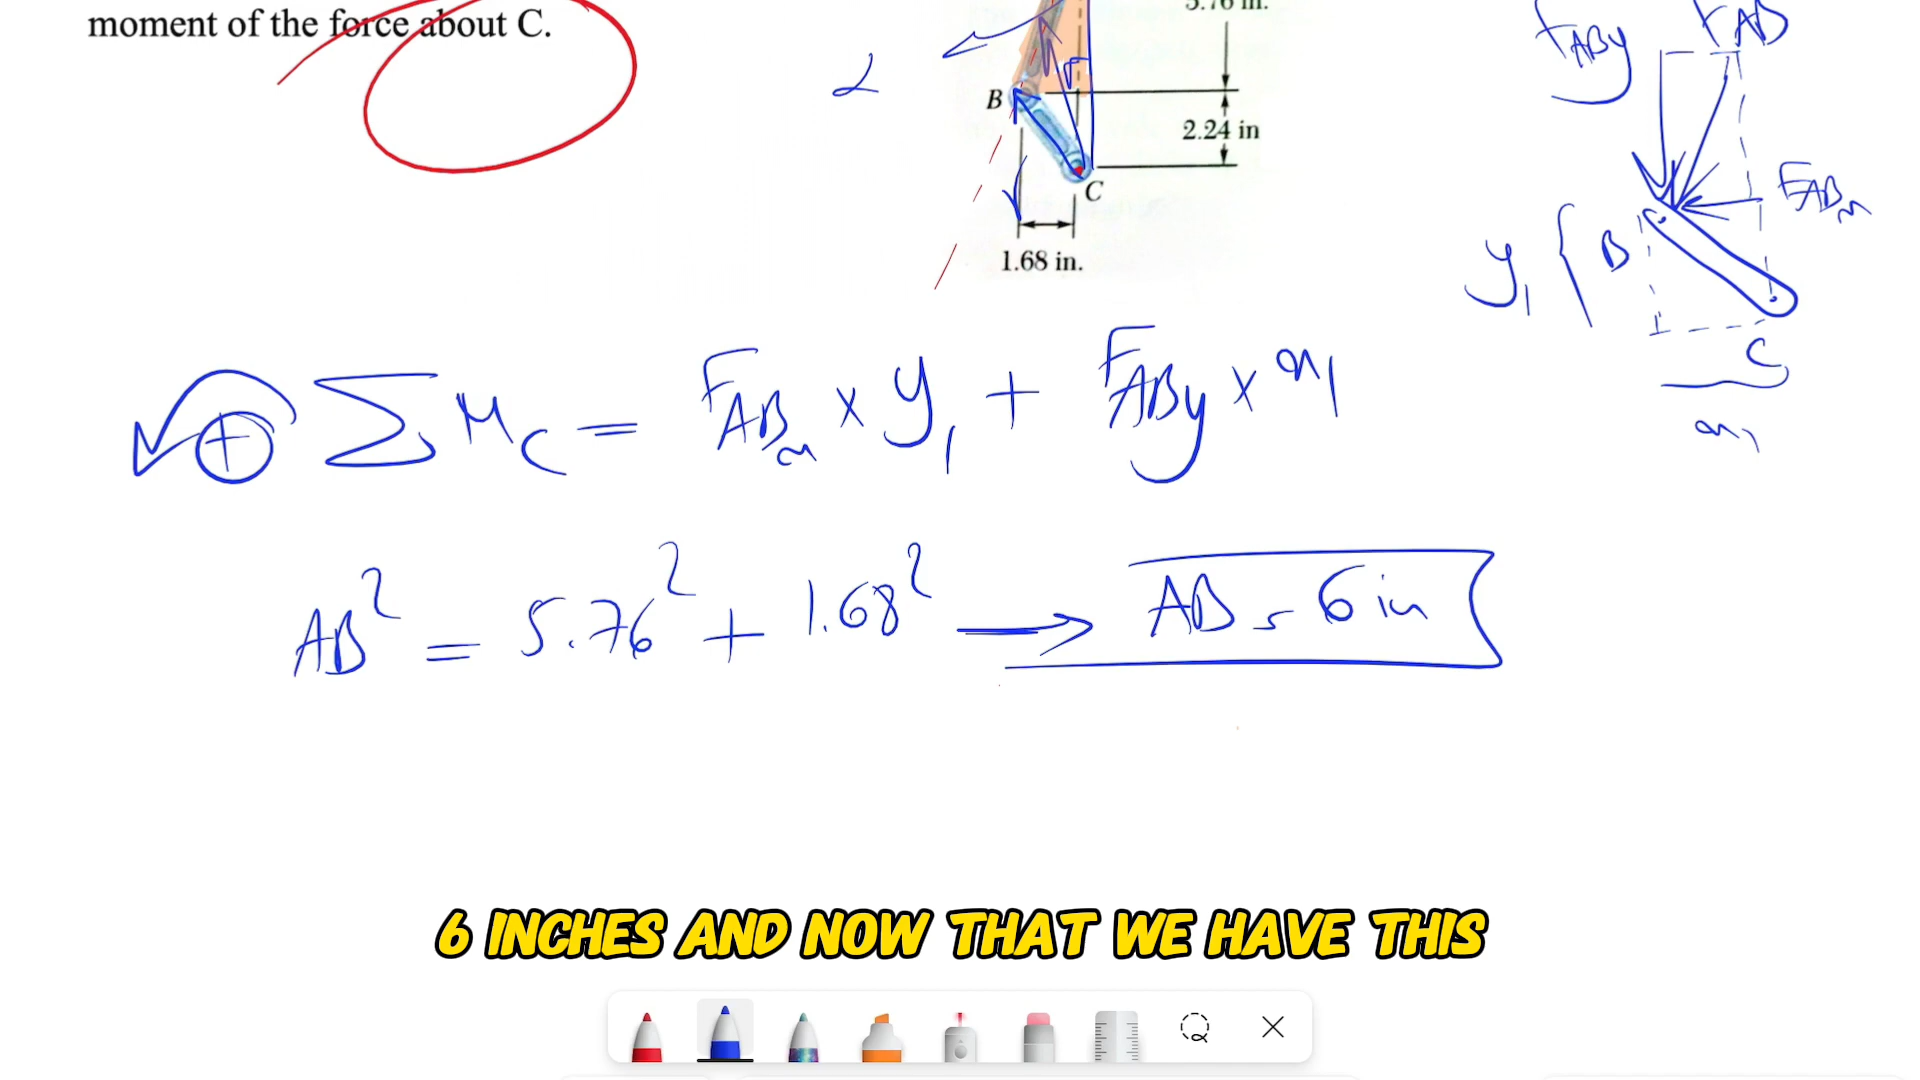 moment of the force about C.
5.76 in.
B
2.24 in
C
1.68 in.
F_ABy F_AB
F_ABx
y₁ { B
C
x₁
+ ΣM_C = F_ABx × y₁ + F_ABy × x₁
AB² = 5.76² + 1.68² → AB = 6 in
6 INCHES AND NOW THAT WE HAVE THIS